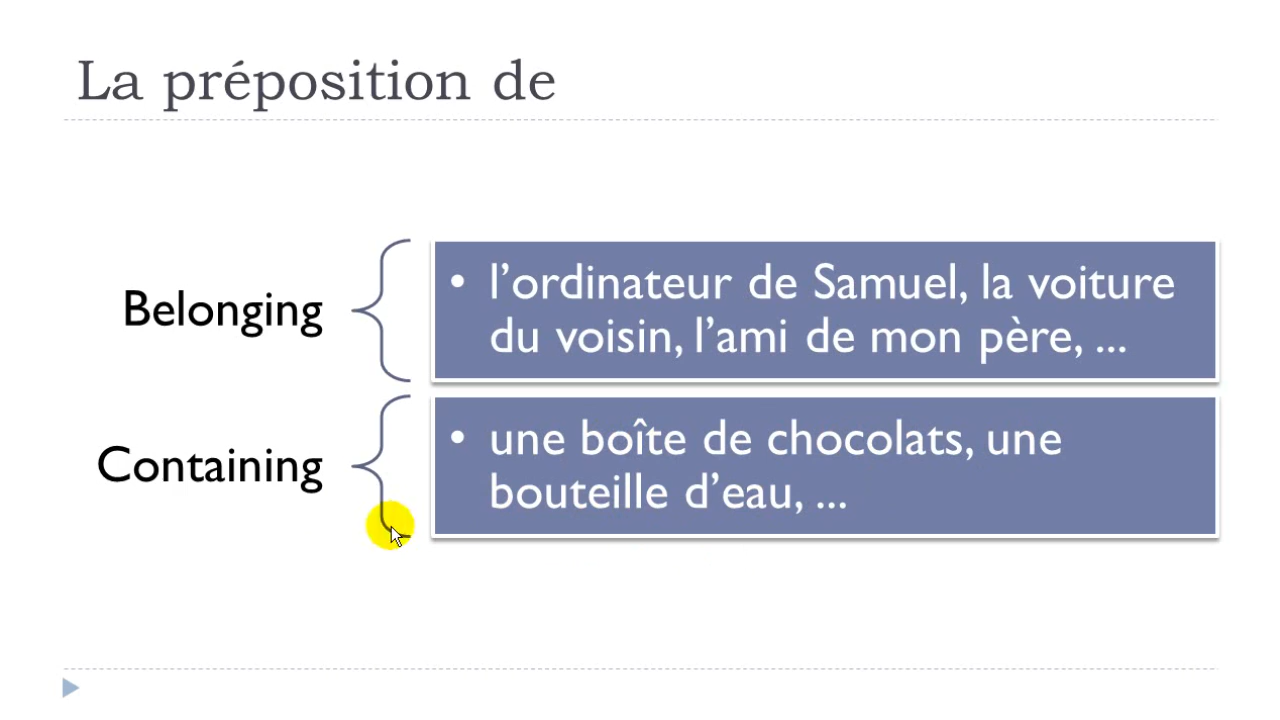 La préposition de
Belonging
• l’ordinateur de Samuel, la voiture
du voisin, l’ami de mon père, ...
Containing
• une boîte de chocolats, une
bouteille d’eau, ...